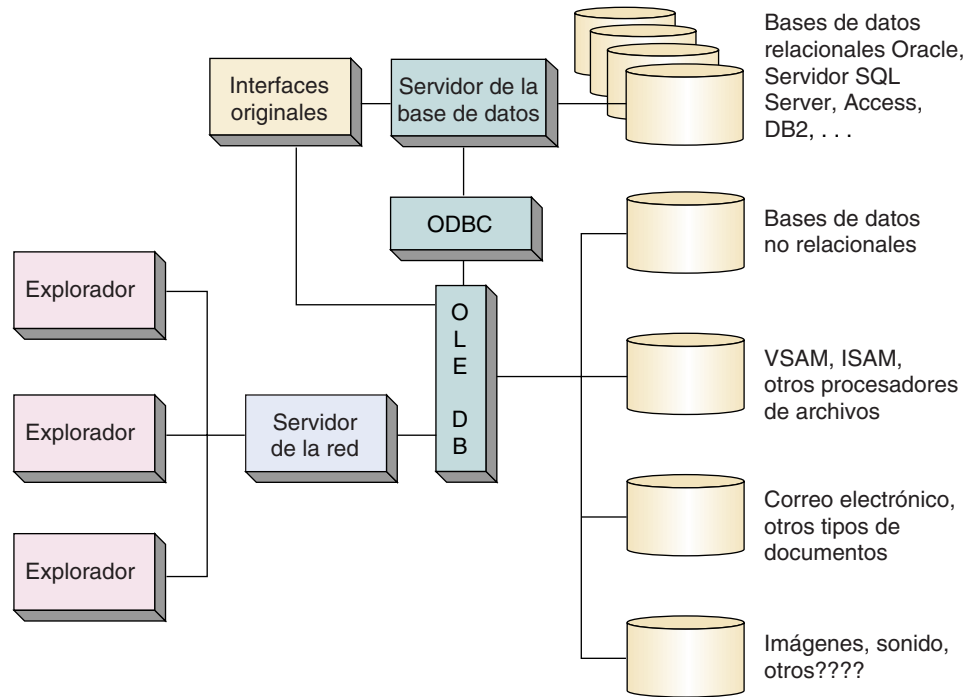 Bases de datos
relacionales Oracle,
Servidor SQL
Server, Access,
DB2, . . .
Interfaces
originales
Servidor de la
base de datos
ODBC
Bases de datos
no relacionales
Explorador
O
L
E
D
B
VSAM, ISAM,
otros procesadores
de archivos
Explorador
Servidor
de la red
Correo electrónico,
otros tipos de
documentos
Explorador
Imágenes, sonido,
otros????